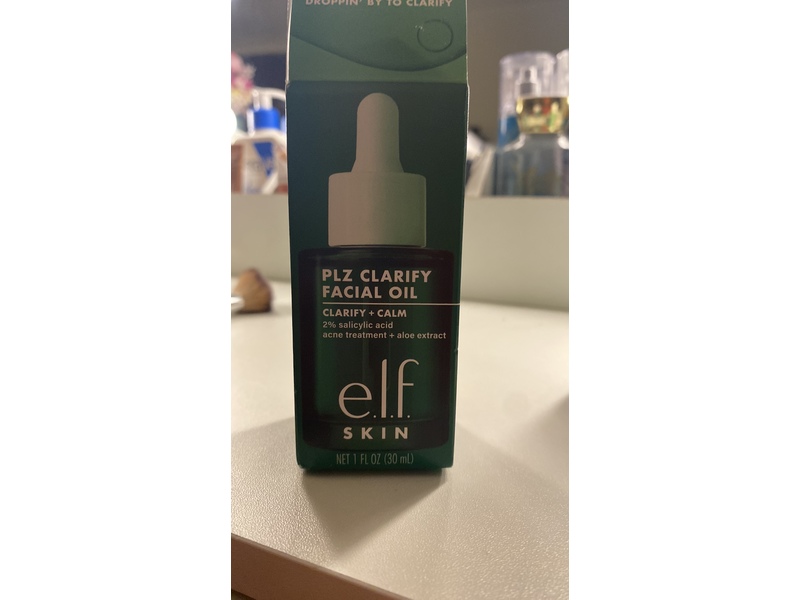 DROPPIN' BY TO CLARIFY
PLZ CLARIFY
FACIAL OIL
CLARIFY + CALM
2% salicylic acid
acne treatment + aloe extract
e.l.f.
SKIN
NET 1 FL OZ (30 mL)